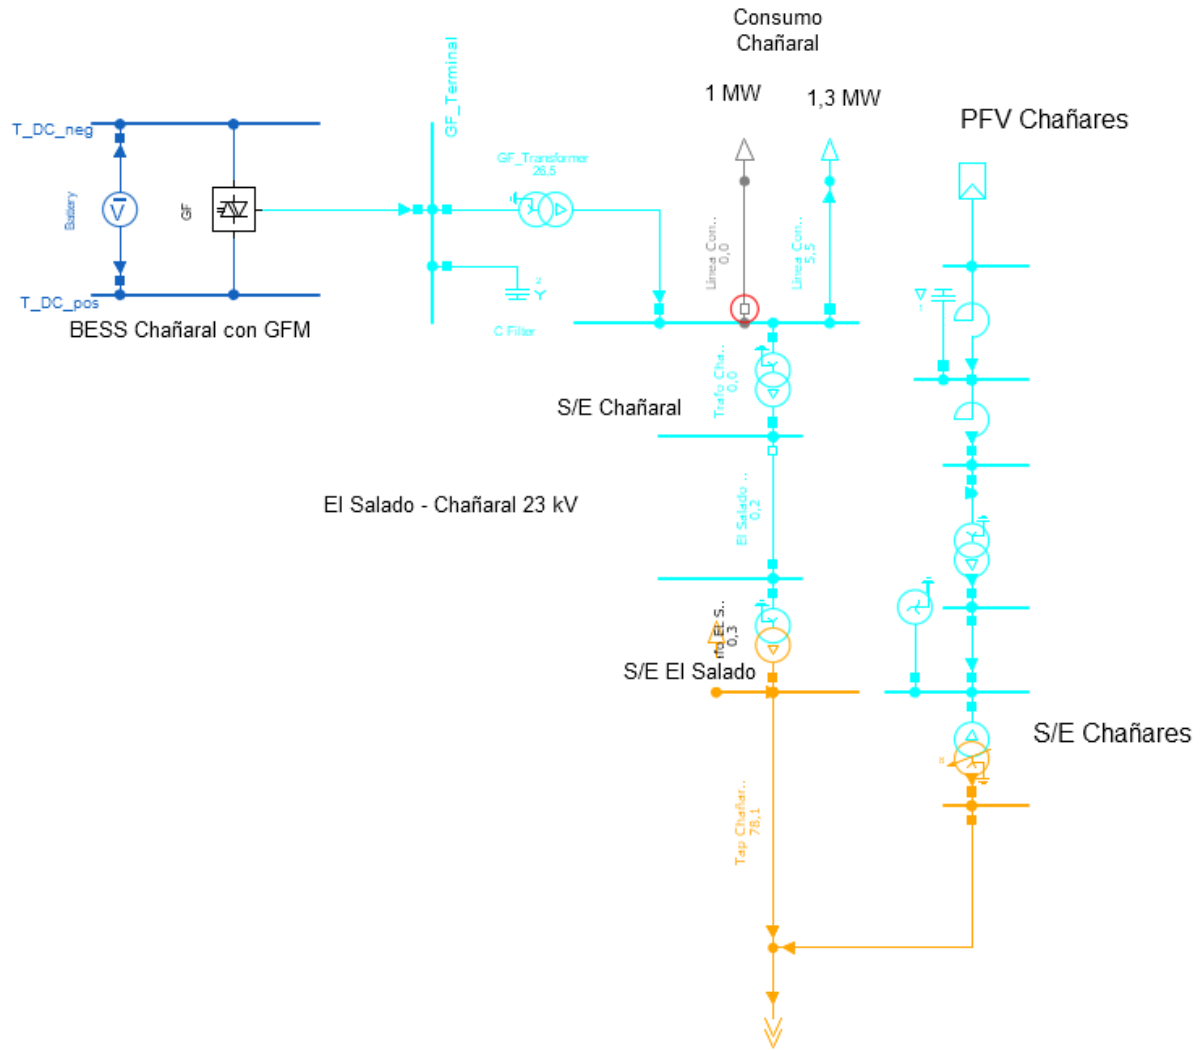 Consumo
Chañaral
1 MW
1,3 MW
PFV Chañares
GF_Terminal
T_DC_neg
GF_Transformer
26,5
Battery
GF
Linea Con..
0,0
Linea Con..
5,5
T_DC_pos
BESS Chañaral con GFM
C Filter
Trafo Cha..
0,0
S/E Chañaral
El Salado - Chañaral 23 kV
El Salado ..
0,2
0,3
S/E El Salado
S/E Chañares
Tap Chañar..
78,1